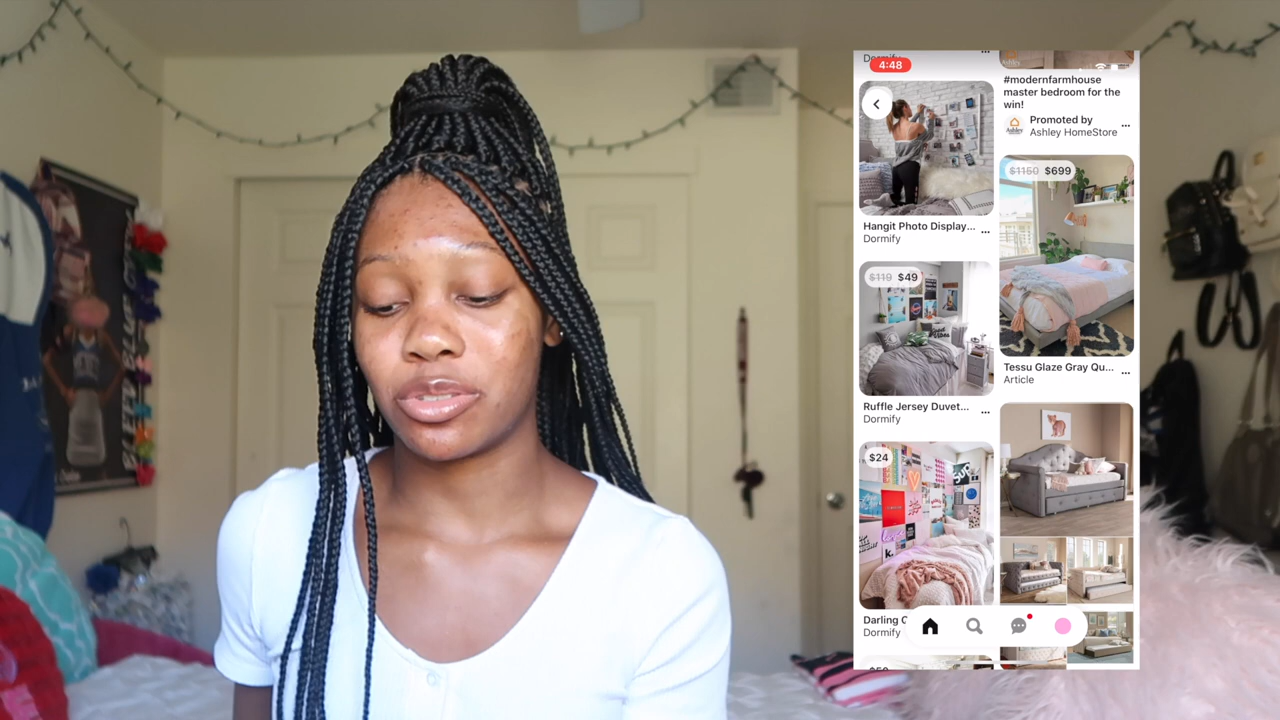 Dormify
4:48
Hangit Photo Display...
Dormify
$119 $49
Ruffle Jersey Duvet...
Dormify
$24
Darling
Dormify
#modernfarmhouse
master bedroom for the
win!
Promoted by
Ashley HomeStore
$1150 $699
Tessu Glaze Gray Qu...
Article